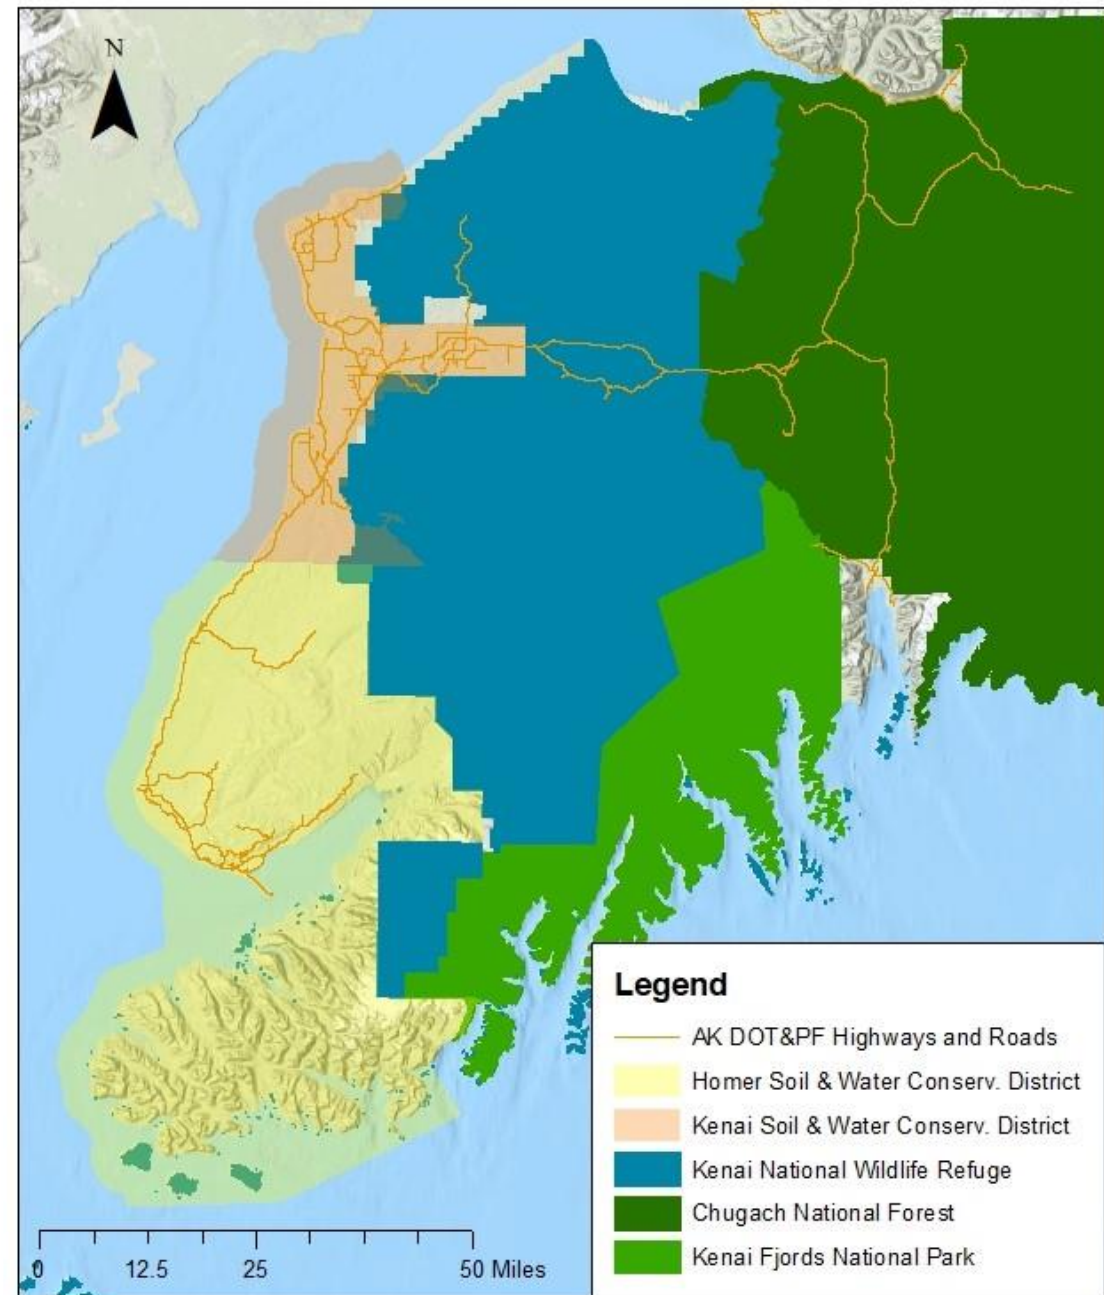 N
Legend
AK DOT&PF Highways and Roads
Homer Soil & Water Conserv. District
Kenai Soil & Water Conserv. District
Kenai National Wildlife Refuge
Chugach National Forest
Kenai Fjords National Park
0 12.5 25 50 Miles